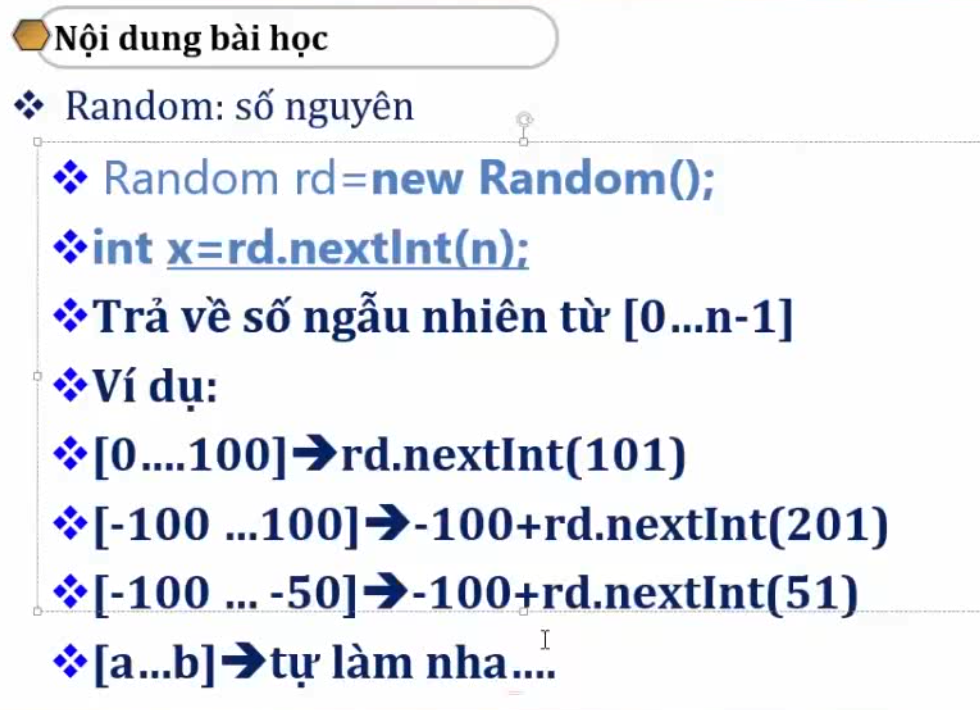 Nội dung bài học
Random: số nguyên
Random rd=new Random();
int x=rd.nextInt(n);
Trả về số ngẫu nhiên từ [0...n-1]
Ví dụ:
[0....100]➔rd.nextInt(101)
[-100 ...100]➔-100+rd.nextInt(201)
[-100 ... -50]➔-100+rd.nextInt(51)
[a...b]➔tự làm nha....